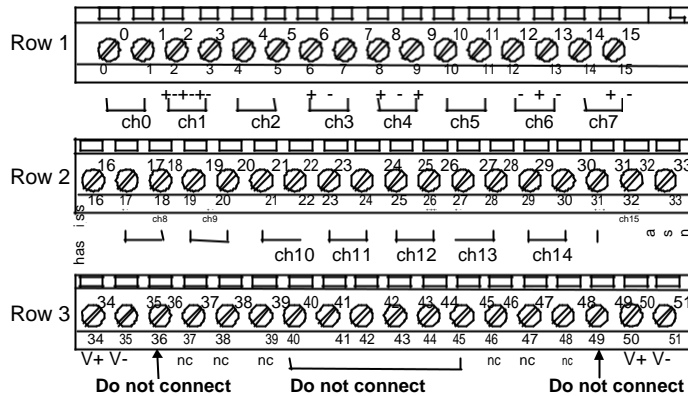 0 1 2 3 4 5 6 7 8 9 10 11 12 13 14 15
Row 1
0 1 2 3 4 5 6 7 8 9 10 11 12 13 14 15
+-+-+- + - + - + - + - + -
ch0 ch1 ch2 ch3 ch4 ch5 ch6 ch7
16 17 18 19 20 21 22 23 24 25 26 27 28 29 30 31 32 33
Row 2
16 17 18 19 20 21 22 23 24 25 26 27 28 29 30 31 32 33
ch8 ch9 ch15
has iss
a s n
ch10 ch11 ch12 ch13 ch14
34 35 36 37 38 39 40 41 42 43 44 45 46 47 48 49 50 51
Row 3
34 35 36 37 38 39 40 41 42 43 44 45 46 47 48 49 50 51
V+ V- nc nc nc nc nc nc V+ V-
Do not connect Do not connect Do not connect